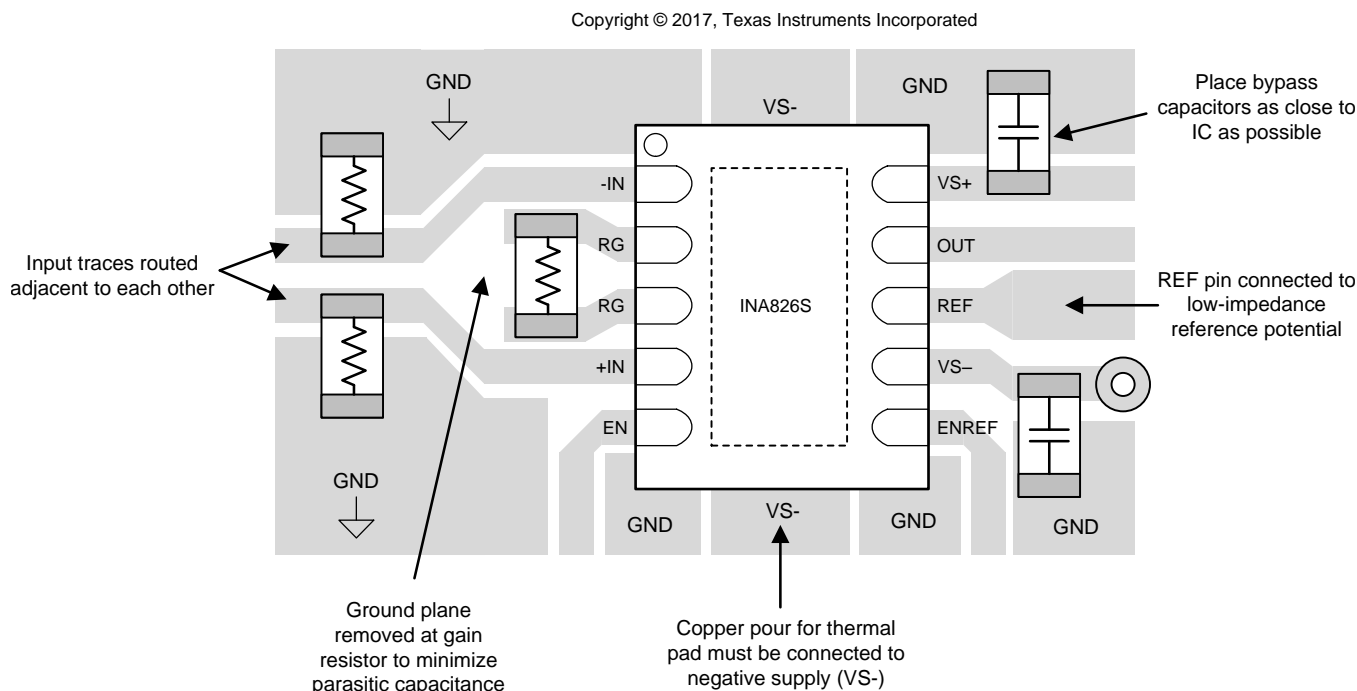 Copyright © 2017, Texas Instruments Incorporated
GND
VS-
GND
Place bypass
capacitors as close to
IC as possible
-IN
VS+
RG
OUT
Input traces routed
adjacent to each other
RG
INA826S
REF
REF pin connected to
low-impedance
reference potential
+IN
VS–
EN
ENREF
GND
GND
VS-
GND
GND
Ground plane
removed at gain
resistor to minimize
parasitic capacitance
Copper pour for thermal
pad must be connected to
negative supply (VS-)